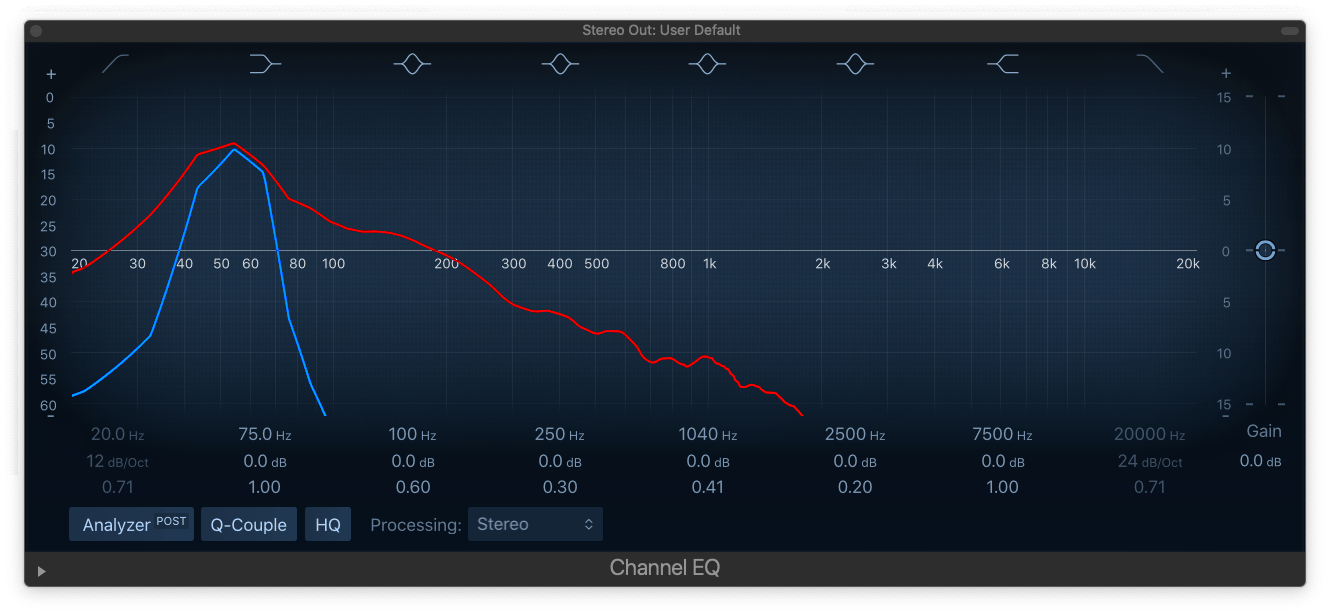 Stereo Out: User Default
+ +
0 15
5
10 10
15
20 5
25
30 0
20 30 40 50 60 80 100 200 300 400 500 800 1k 2k 3k 4k 6k 8k 10k 20k
35
40 5
45
50 10
55
60 15
- -
20.0 Hz 75.0 Hz 100 Hz 250 Hz 1040 Hz 2500 Hz 7500 Hz 20000 Hz Gain
12 dB/Oct 0.0 dB 0.0 dB 0.0 dB 0.0 dB 0.0 dB 0.0 dB 24 dB/Oct 0.0 dB
0.71 1.00 0.60 0.30 0.41 0.20 1.00 0.71
Analyzer POST Q-Couple HQ Processing: Stereo
Channel EQ